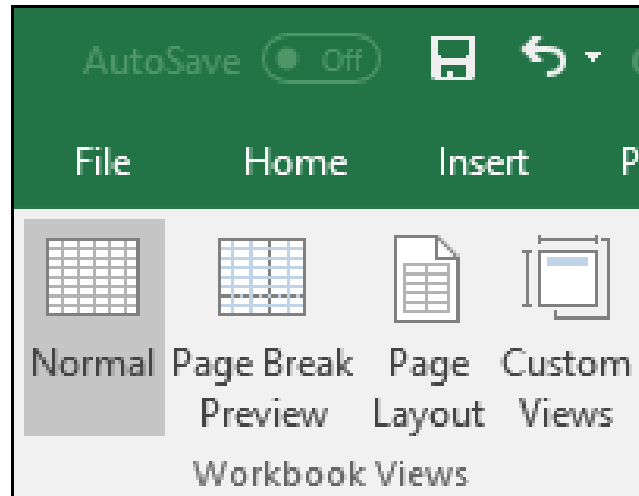 AutoSave Off
File Home Insert P
Normal Page Break Page Custom
Preview Layout Views
Workbook Views